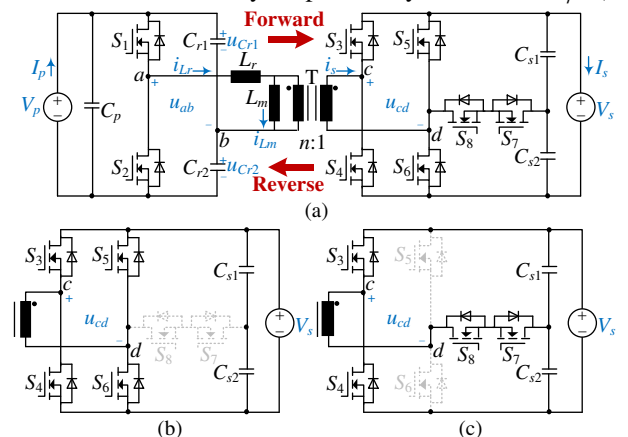 Forward
S1
Cr1
uCr1
S3
S5
Cs1
Ip
iLr
Lr
is
T
Is
a
c
Vp
Cp
uab
Lm
ucd
Vs
b
iLm
n:1
d
S8
S7
S2
Cr2
uCr2
S4
S6
Cs2
Reverse
(a)
S3
S5
Cs1
c
ucd
Vs
d
S8
S7
S4
S6
Cs2
(b)
S3
S5
Cs1
c
ucd
Vs
d
S8
S7
S4
S6
Cs2
(c)